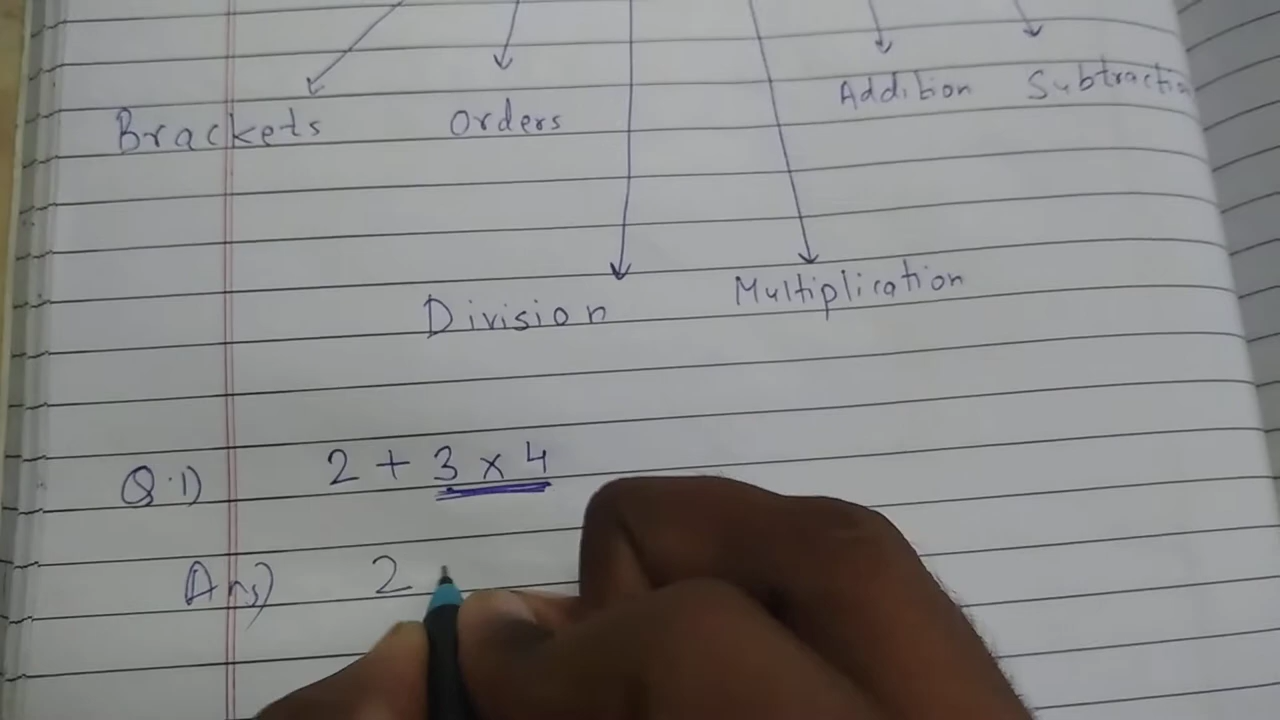 Addition Subtraction
Brackets Orders
Division Multiplication
Q.1) 2 + 3 x 4
Ans) 2